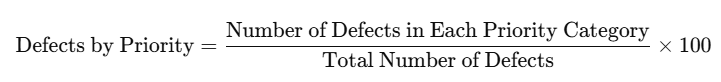 Defects by Priority = Number of Defects in Each Priority Category / Total Number of Defects × 100